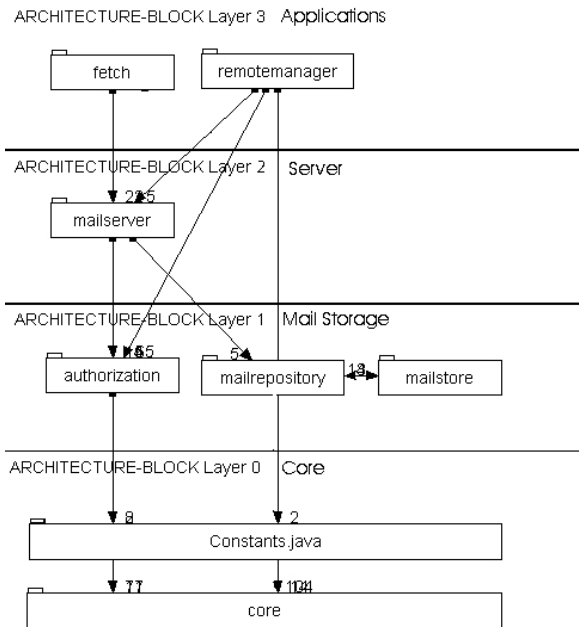 ARCHITECTURE-BLOCK Layer 3 Applications
fetch
remotemanager
ARCHITECTURE-BLOCK Layer 2 Server
mailserver
ARCHITECTURE-BLOCK Layer 1 Mail Storage
5
authorization
mailrepository
mailstore
ARCHITECTURE-BLOCK Layer 0 Core
2
Constants.java
core